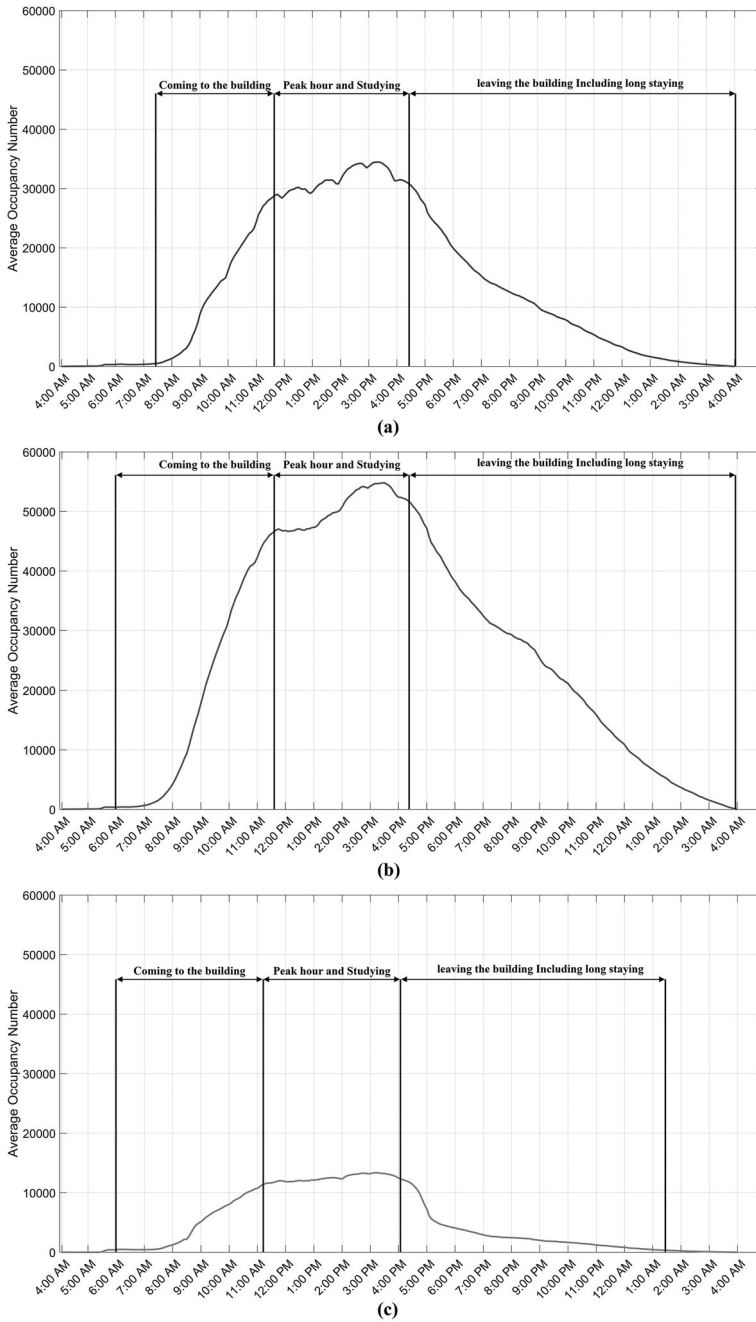 60000
50000
40000
30000
20000
10000
0
Average Occupancy Number
Coming to the building
Peak hour and Studying
leaving the building Including long staying
4:00 AM
5:00 AM
6:00 AM
7:00 AM
8:00 AM
9:00 AM
10:00 AM
11:00 AM
12:00 PM
1:00 PM
2:00 PM
3:00 PM
4:00 PM
5:00 PM
6:00 PM
7:00 PM
8:00 PM
9:00 PM
10:00 PM
11:00 PM
12:00 AM
1:00 AM
2:00 AM
3:00 AM
4:00 AM
(a)
60000
50000
40000
30000
20000
10000
0
Average Occupancy Number
Coming to the building
Peak hour and Studying
leaving the building Including long staying
4:00 AM
5:00 AM
6:00 AM
7:00 AM
8:00 AM
9:00 AM
10:00 AM
11:00 AM
12:00 PM
1:00 PM
2:00 PM
3:00 PM
4:00 PM
5:00 PM
6:00 PM
7:00 PM
8:00 PM
9:00 PM
10:00 PM
11:00 PM
12:00 AM
1:00 AM
2:00 AM
3:00 AM
4:00 AM
(b)
60000
50000
40000
30000
20000
10000
0
Average Occupancy Number
Coming to the building
Peak hour and Studying
leaving the building Including long staying
4:00 AM
5:00 AM
6:00 AM
7:00 AM
8:00 AM
9:00 AM
10:00 AM
11:00 AM
12:00 PM
1:00 PM
2:00 PM
3:00 PM
4:00 PM
5:00 PM
6:00 PM
7:00 PM
8:00 PM
9:00 PM
10:00 PM
11:00 PM
12:00 AM
1:00 AM
2:00 AM
3:00 AM
4:00 AM
(c)